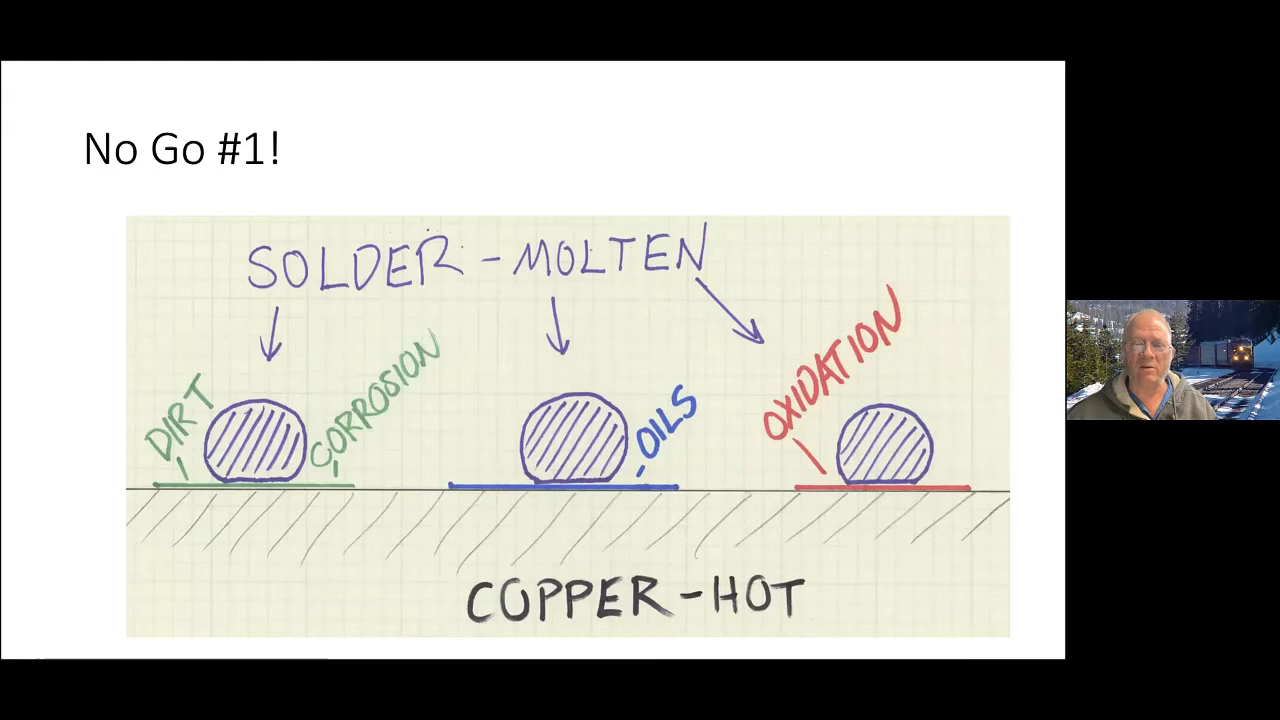 No Go #1!
SOLDER - MOLTEN
DIRT
CORROSION
OILS
OXIDATION
COPPER - HOT